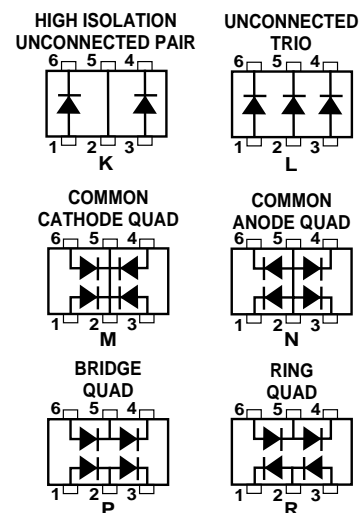 HIGH ISOLATION
UNCONNECTED PAIR
6 5 4
1 2 3
K
UNCONNECTED
TRIO
6 5 4
1 2 3
L
COMMON
CATHODE QUAD
6 5 4
1 2 3
M
COMMON
ANODE QUAD
6 5 4
1 2 3
N
BRIDGE
QUAD
6 5 4
1 2 3
P
RING
QUAD
6 5 4
1 2 3
R